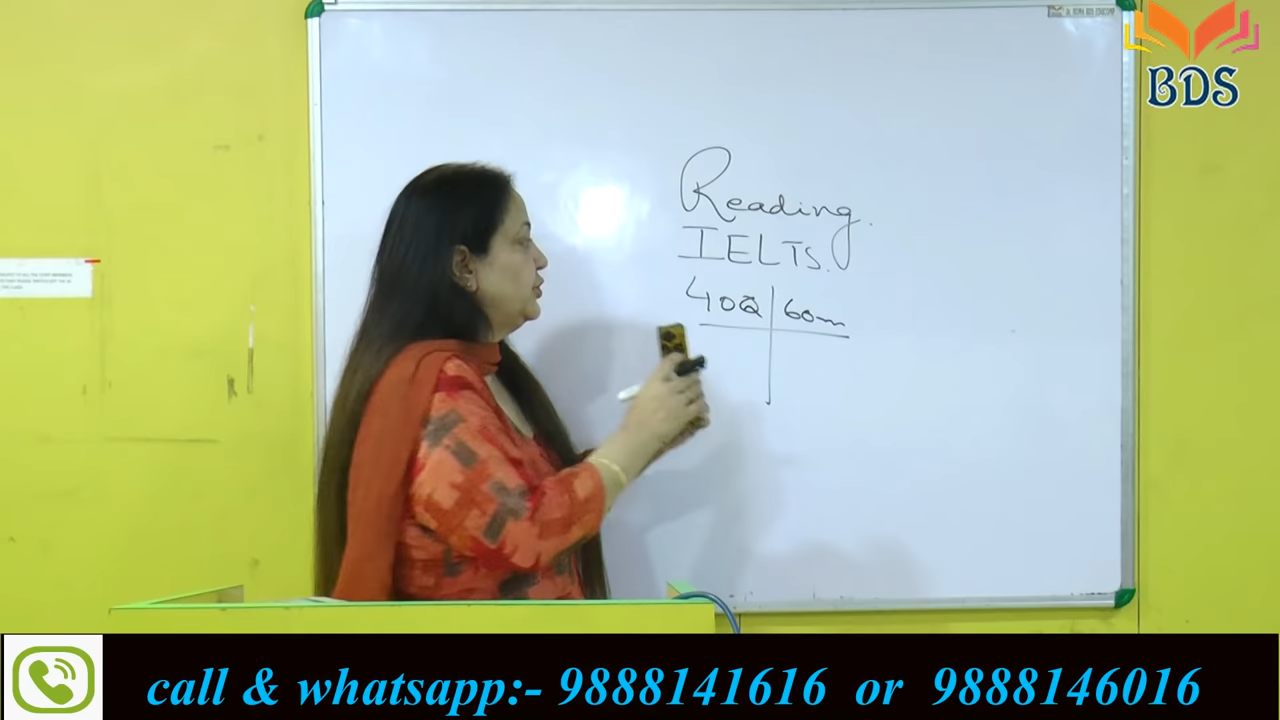 BDS
Reading.
IELTS.
40Q 60m
call & whatsapp:- 9888141616 or 9888146016